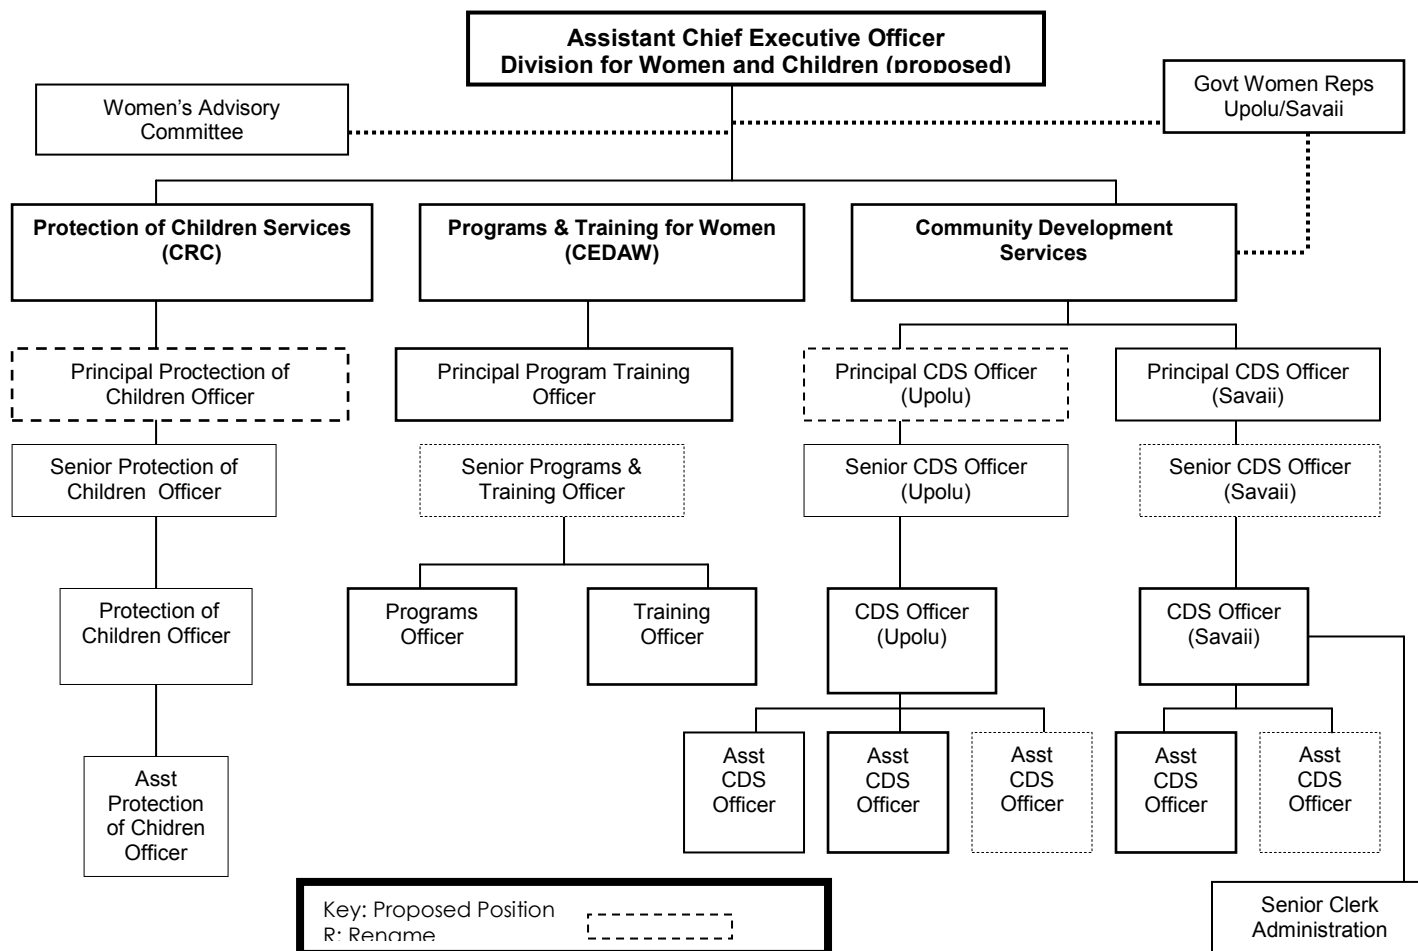 Assistant Chief Executive Officer
Division for Women and Children (proposed)
Women's Advisory
Committee
Govt Women Reps
Upolu/Savaii
Protection of Children Services
(CRC)
Programs & Training for Women
(CEDAW)
Community Development
Services
Principal Proctection of
Children Officer
Principal Program Training
Officer
Principal CDS Officer
(Upolu)
Principal CDS Officer
(Savaii)
Senior Protection of
Children Officer
Senior Programs &
Training Officer
Senior CDS Officer
(Upolu)
Senior CDS Officer
(Savaii)
Protection of
Children Officer
Programs
Officer
Training
Officer
CDS Officer
(Upolu)
CDS Officer
(Savaii)
Asst
Protection
of Chidren
Officer
Asst
CDS
Officer
Asst
CDS
Officer
Asst
CDS
Officer
Asst
CDS
Officer
Asst
CDS
Officer
Key: Proposed Position
R: Rename
Senior Clerk
Administration